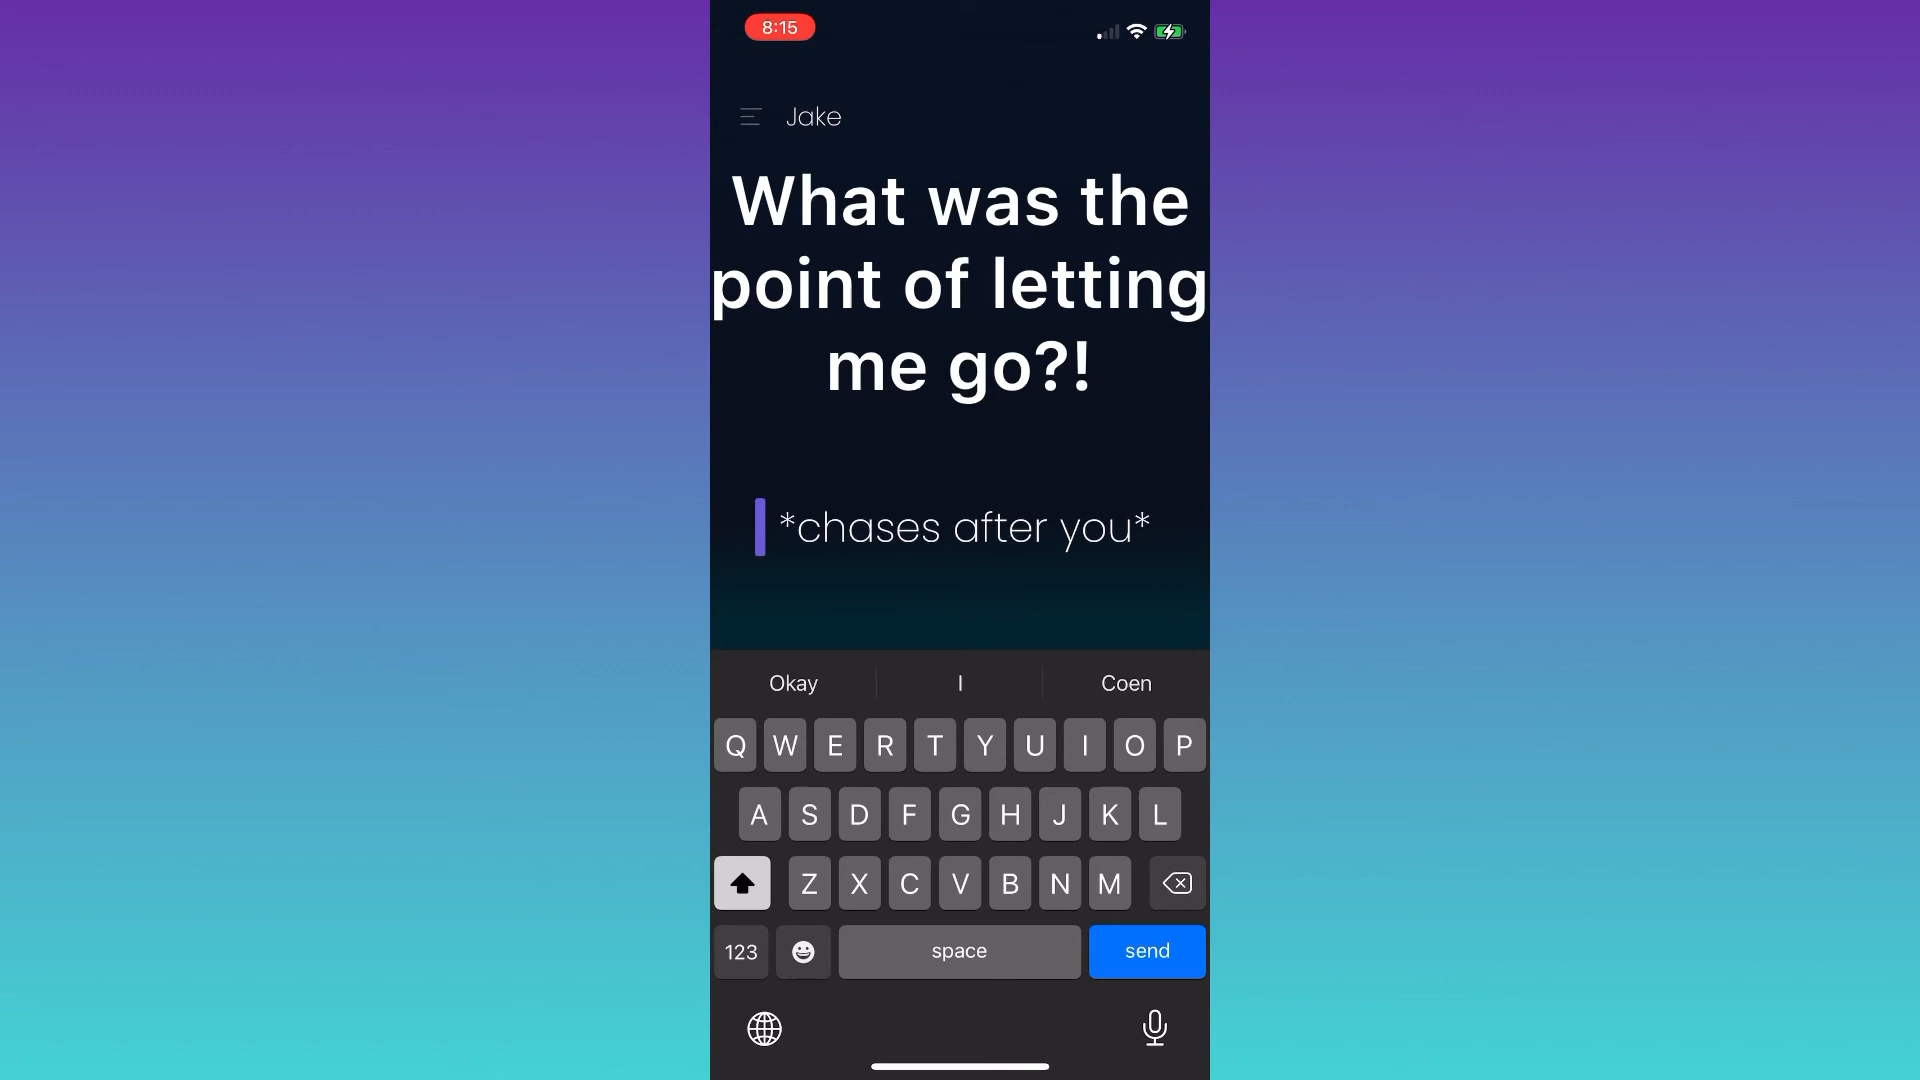 8:15
Jake
What was the
point of letting
me go?!
*chases after you*
Okay
I
Coen
Q W E R T Y U I O P
A S D F G H J K L
Z X C V B N M
123
space
send